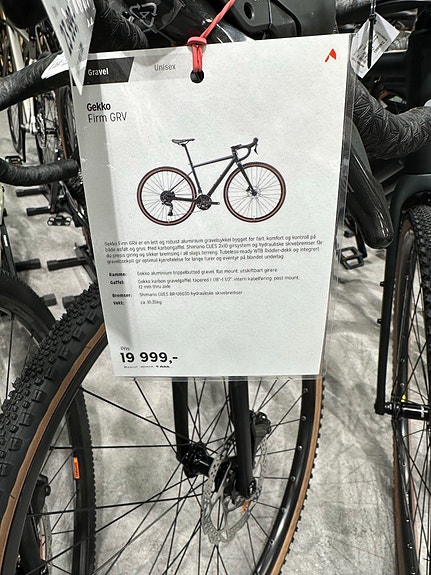 Gravel
Unisex
Gekko
Firm GRV
Gekko Firm GRV er en lett og robust aluminium gravelsykkel bygget for fart, komfort og kontroll på
både asfalt og grus. Med karbongaffel, Shimano CUES 2x10 girsystem og hydrauliske skivebremser får
du presis giring og sikker bremsing i all slags terreng. Tubeless-ready WTB Riddler-dekk og integrert
gravelcockpit gir optimal kjørefølelse for lange turer og eventyr på blandet underlag.
Ramme: Gekko aluminium trippelbutted gravel, flat mount, utskiftbart girøre.
Gaffel: Gekko karbon gravelgaffel, tapered 1 1/8"-1 1/2", intern kabelføring, post mount,
12 mm thru axle
Bremser: Shimano CUES BR-U6030 hydrauliske skivebremser
Vekt: ca. 10,35kg
Pris
19 999,-